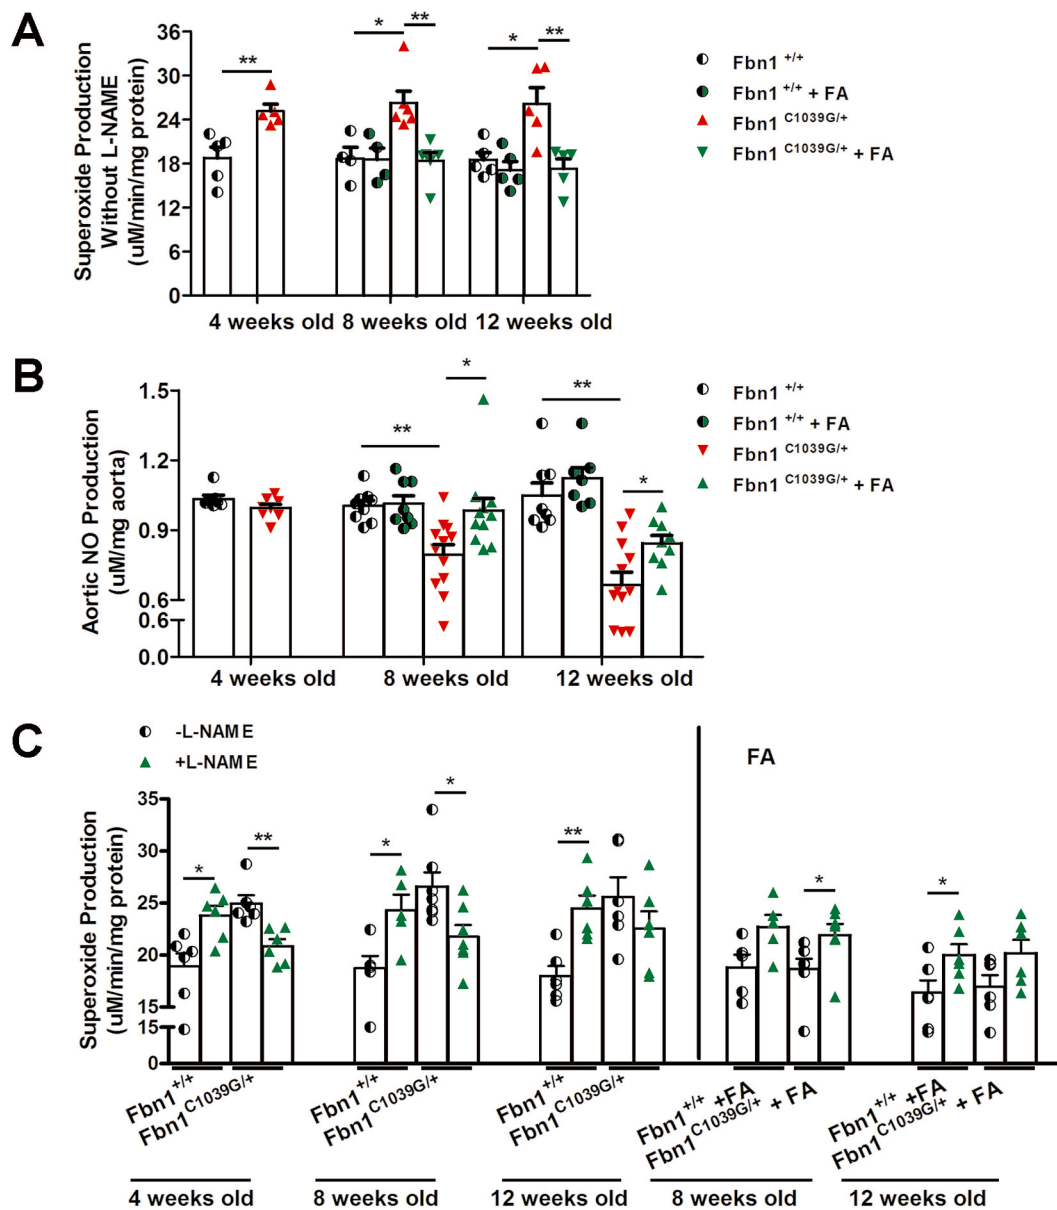 A
Superoxide Production
Without L-NAME
(uM/min/mg protein)
36
30
24
18
12
6
0
**
*
**
*
**
4 weeks old
8 weeks old
12 weeks old
Fbn1 +/+
Fbn1 +/+ + FA
Fbn1 C1039G/+
Fbn1 C1039G/+ + FA
B
Aortic NO Production
(uM/mg aorta)
1.5
1.2
0.9
0.6
0.6
0.0
**
*
**
*
4 weeks old
8 weeks old
12 weeks old
Fbn1 +/+
Fbn1 +/+ + FA
Fbn1 C1039G/+
Fbn1 C1039G/+ + FA
C
-L-NAME
+L-NAME
FA
Superoxide Production
(uM/min/mg protein)
35
30
25
20
15
15
0
*
**
*
*
**
*
*
Fbn1+/+
Fbn1C1039G/+
Fbn1+/+
Fbn1C1039G/+
Fbn1+/+
Fbn1C1039G/+
Fbn1+/+ +FA
Fbn1C1039G/+ + FA
Fbn1+/+ +FA
Fbn1C1039G/+ + FA
4 weeks old
8 weeks old
12 weeks old
8 weeks old
12 weeks old